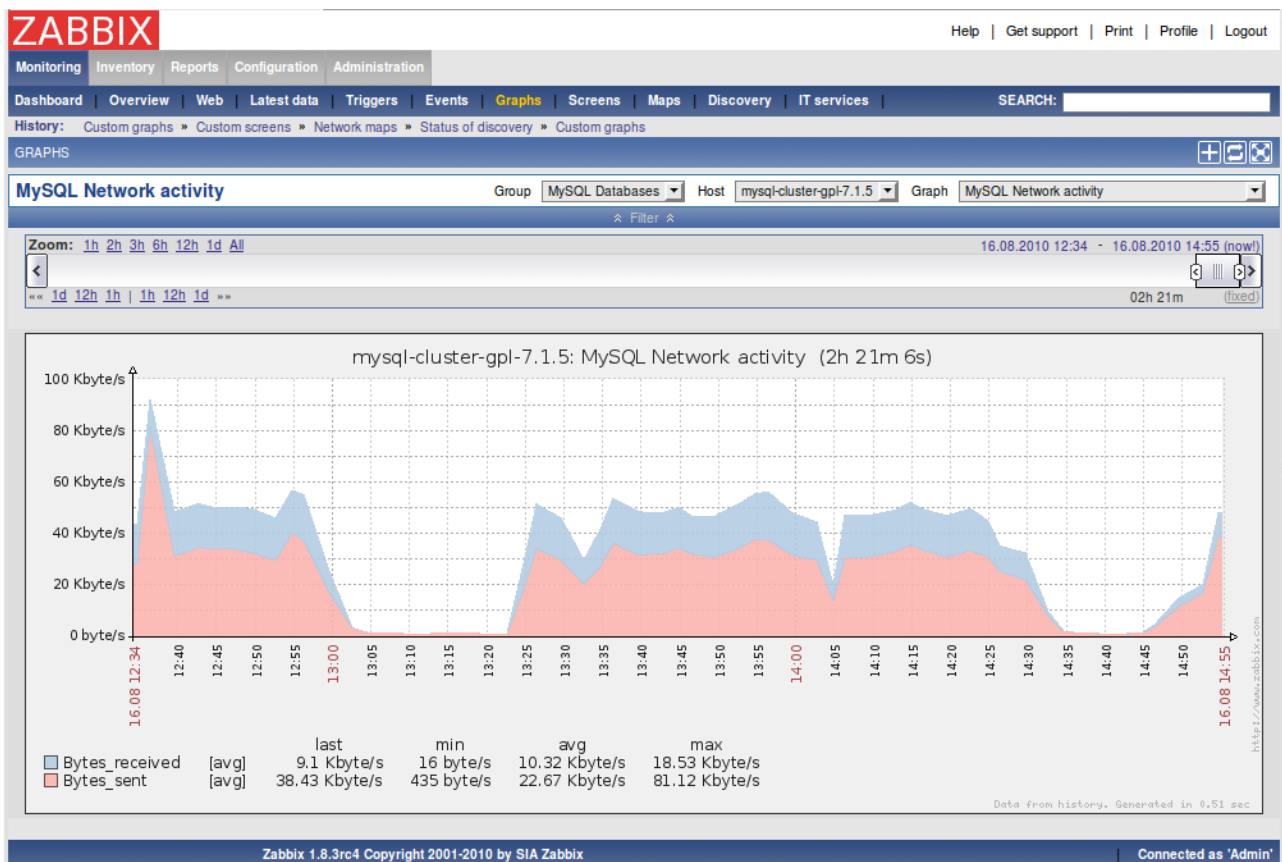 ZABBIX
Help | Get support | Print | Profile | Logout
Monitoring Inventory Reports Configuration Administration
Dashboard | Overview | Web | Latest data | Triggers | Events | Graphs | Screens | Maps | Discovery | IT services | SEARCH:
History: Custom graphs » Custom screens » Network maps » Status of discovery » Custom graphs
GRAPHS
MySQL Network activity Group MySQL Databases Host mysql-cluster-gpl-7.1.5 Graph MySQL Network activity
Filter
Zoom: 1h 2h 3h 6h 12h 1d All 16.08.2010 12:34 - 16.08.2010 14:55 (now!)
«« 1d 12h 1h | 1h 12h 1d »» 02h 21m (fixed)
mysql-cluster-gpl-7.1.5: MySQL Network activity (2h 21m 6s)
100 Kbyte/s
80 Kbyte/s
60 Kbyte/s
40 Kbyte/s
20 Kbyte/s
0 byte/s
16.08 12:34 12:40 12:45 12:50 12:55 13:00 13:05 13:10 13:15 13:20 13:25 13:30 13:35 13:40 13:45 13:50 13:55 14:00 14:05 14:10 14:15 14:20 14:25 14:30 14:35 14:40 14:45 14:50 16.08 14:55
http://www.zabbix.com
last min avg max
Bytes_received [avg] 9.1 Kbyte/s 16 byte/s 10.32 Kbyte/s 18.53 Kbyte/s
Bytes_sent [avg] 38.43 Kbyte/s 435 byte/s 22.67 Kbyte/s 81.12 Kbyte/s
Data from history. Generated in 0.51 sec
Zabbix 1.8.3rc4 Copyright 2001-2010 by SIA Zabbix | Connected as 'Admin'